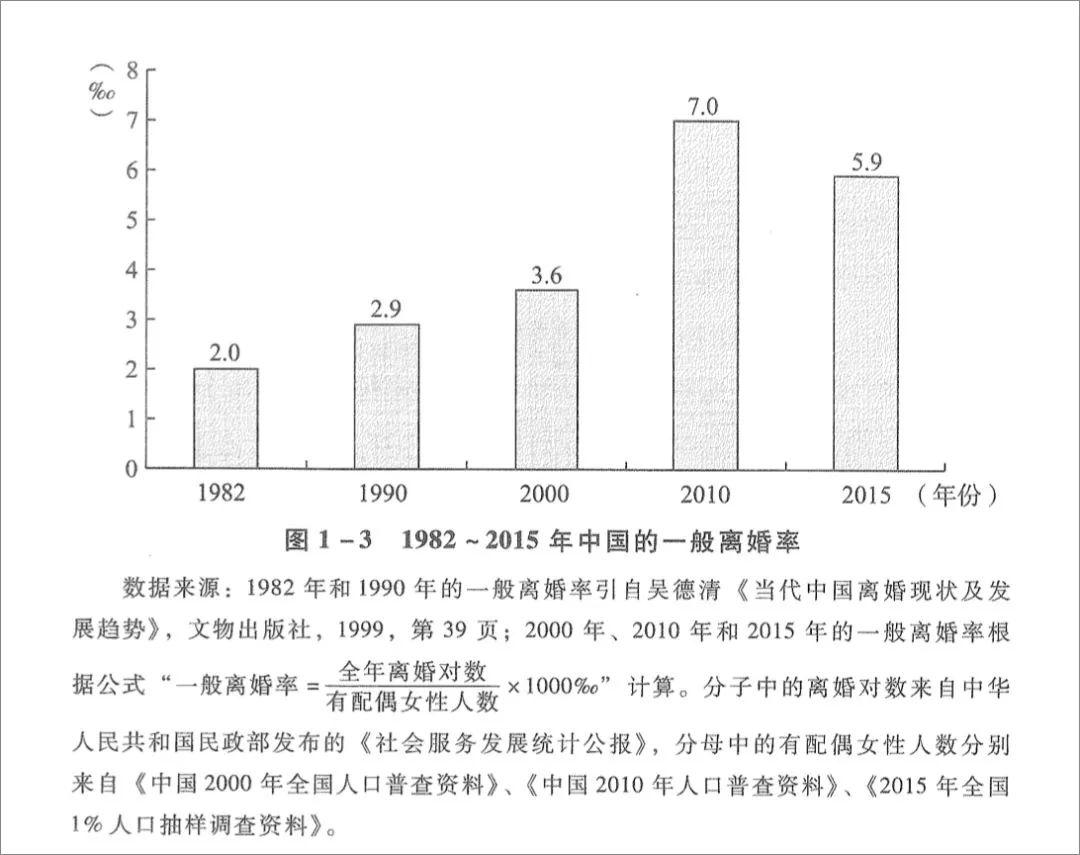 （‰）
8
7
6
5
4
3
2
1
0
2.0
2.9
3.6
7.0
5.9
1982 1990 2000 2010 2015 （年份）
图 1－3 1982～2015 年中国的一般离婚率
数据来源：1982 年和 1990 年的一般离婚率引自吴德清《当代中国离婚现状及发
展趋势》，文物出版社，1999，第 39 页；2000 年、2010 年和 2015 年的一般离婚率根
据公式“一般离婚率＝全年离婚对数/有配偶女性人数×1000‰”计算。分子中的离婚对数来自中华
人民共和国民政部发布的《社会服务发展统计公报》，分母中的有配偶女性人数分别
来自《中国 2000 年全国人口普查资料》、《中国 2010 年人口普查资料》、《2015 年全国
1% 人口抽样调查资料》。